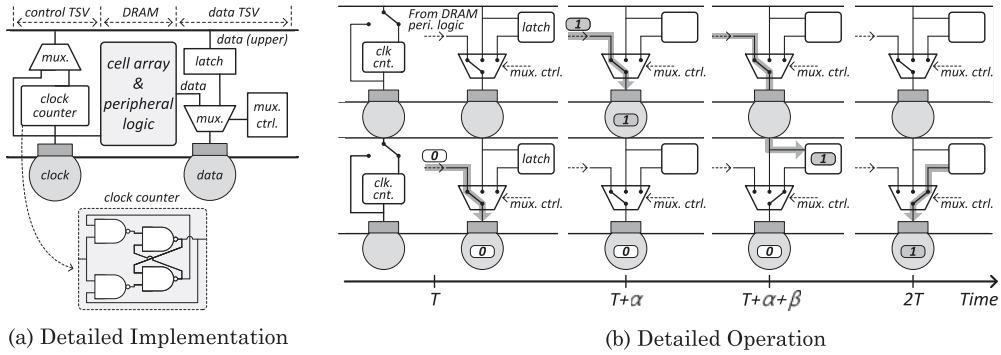 control TSV
DRAM
data TSV
data (upper)
mux.
latch
cell array
&
peripheral
logic
data
clock
counter
mux.
mux.
ctrl.
clock
data
clock counter
(a) Detailed Implementation
From DRAM
peri. logic
clk
cnt.
latch
mux. ctrl.
1
mux. ctrl.
1
mux. ctrl.
mux. ctrl.
clk.
cnt.
0
latch
mux. ctrl.
0
mux. ctrl.
0
1
mux. ctrl.
0
mux. ctrl.
1
T
T+α
T+α+β
2T
Time
(b) Detailed Operation